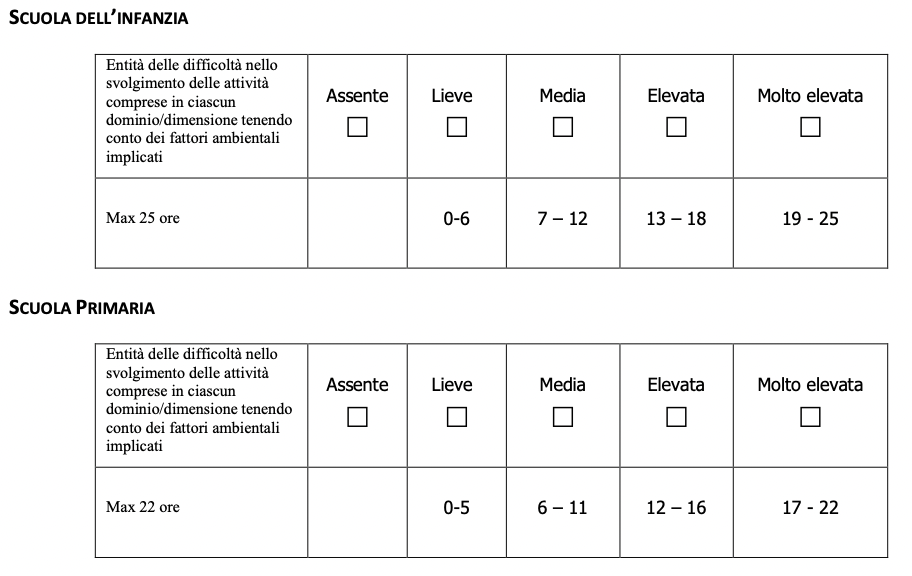 SCUOLA DELL'INFANZIA
Entità delle difficoltà nello
svolgimento delle attività
comprese in ciascun
dominio/dimensione tenendo
conto dei fattori ambientali
implicati
Assente
Lieve
Media
Elevata
Molto elevata
☐ ☐ ☐ ☐ ☐
Max 25 ore
0-6
7 – 12
13 – 18
19 - 25
SCUOLA PRIMARIA
Entità delle difficoltà nello
svolgimento delle attività
comprese in ciascun
dominio/dimensione tenendo
conto dei fattori ambientali
implicati
Assente
Lieve
Media
Elevata
Molto elevata
☐ ☐ ☐ ☐ ☐
Max 22 ore
0-5
6 – 11
12 – 16
17 - 22